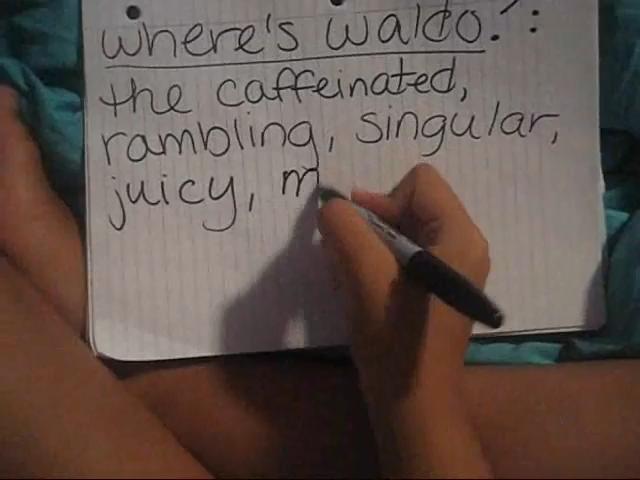 where's waldo?:
the caffeinated,
rambling, singular,
juicy, m